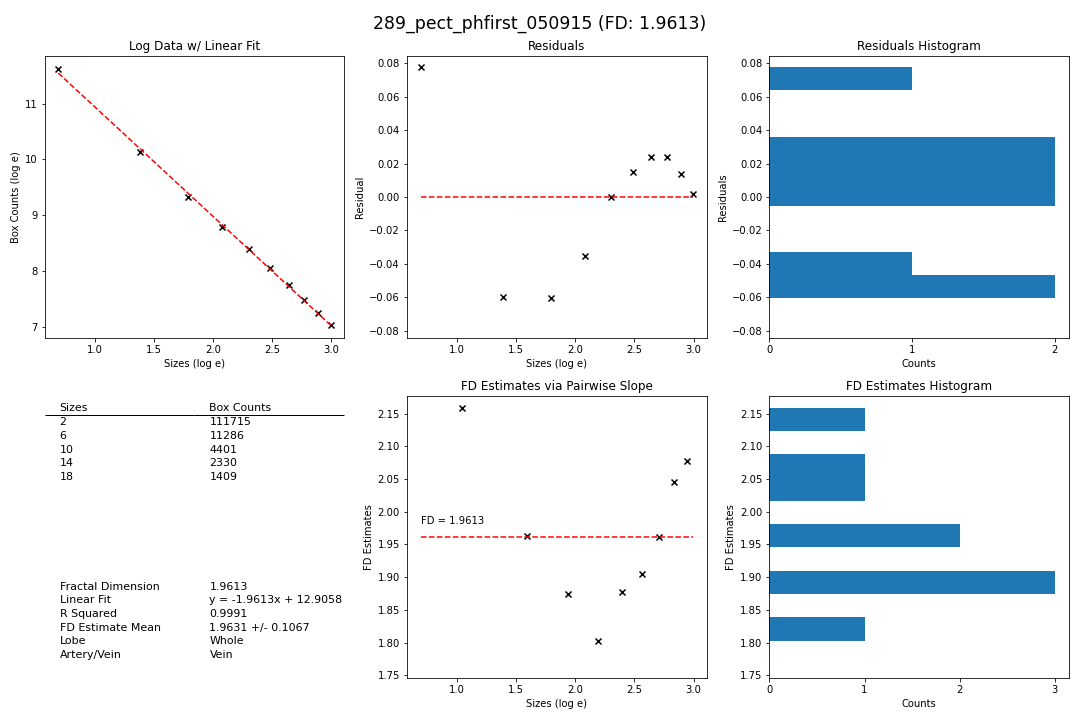 289_pect_phfirst_050915 (FD: 1.9613)
Log Data w/ Linear Fit
Box Counts (log e)
11
10
9
8
7
1.0 1.5 2.0 2.5 3.0
Sizes (log e)
Residuals
Residual
0.08
0.06
0.04
0.02
0.00
−0.02
−0.04
−0.06
−0.08
1.0 1.5 2.0 2.5 3.0
Sizes (log e)
Residuals Histogram
Residuals
0.08
0.06
0.04
0.02
0.00
−0.02
−0.04
−0.06
−0.08
0 1 2
Counts
Sizes Box Counts
2 111715
6 11286
10 4401
14 2330
18 1409
Fractal Dimension 1.9613
Linear Fit y = -1.9613x + 12.9058
R Squared 0.9991
FD Estimate Mean 1.9631 +/- 0.1067
Lobe Whole
Artery/Vein Vein
FD Estimates via Pairwise Slope
FD Estimates
2.15
2.10
2.05
2.00
1.95
1.90
1.85
1.80
1.75
FD = 1.9613
1.0 1.5 2.0 2.5 3.0
Sizes (log e)
FD Estimates Histogram
FD Estimates
2.15
2.10
2.05
2.00
1.95
1.90
1.85
1.80
1.75
0 1 2 3
Counts